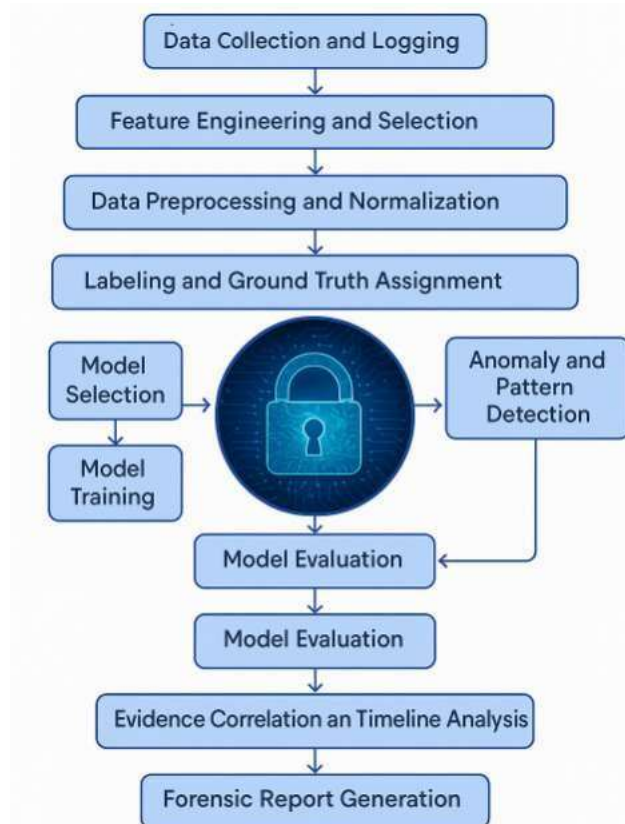 Data Collection and Logging
Feature Engineering and Selection
Data Preprocessing and Normalization
Labeling and Ground Truth Assignment
Model
Selection
Model
Training
Anomaly and
Pattern
Detection
Model Evaluation
Model Evaluation
Evidence Correlation an Timeline Analysis
Forensic Report Generation